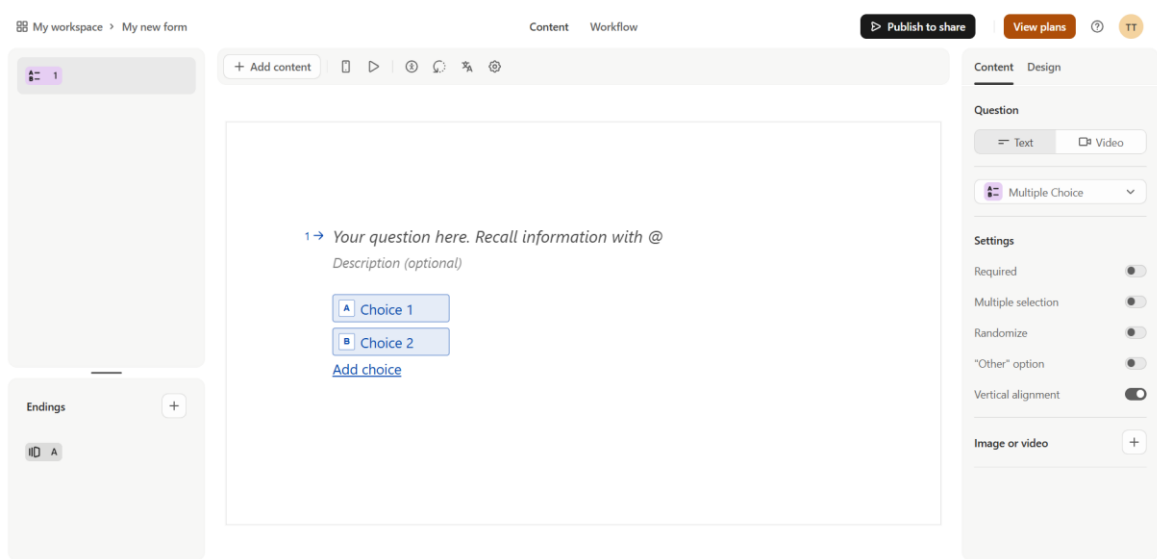 My workspace > My new form
Content Workflow
Publish to share
View plans
TT
1
+ Add content
Content Design
Question
Text Video
Multiple Choice
1→ Your question here. Recall information with @
Description (optional)
A Choice 1
B Choice 2
Add choice
Settings
Required
Multiple selection
Randomize
"Other" option
Vertical alignment
Image or video +
Endings +
A